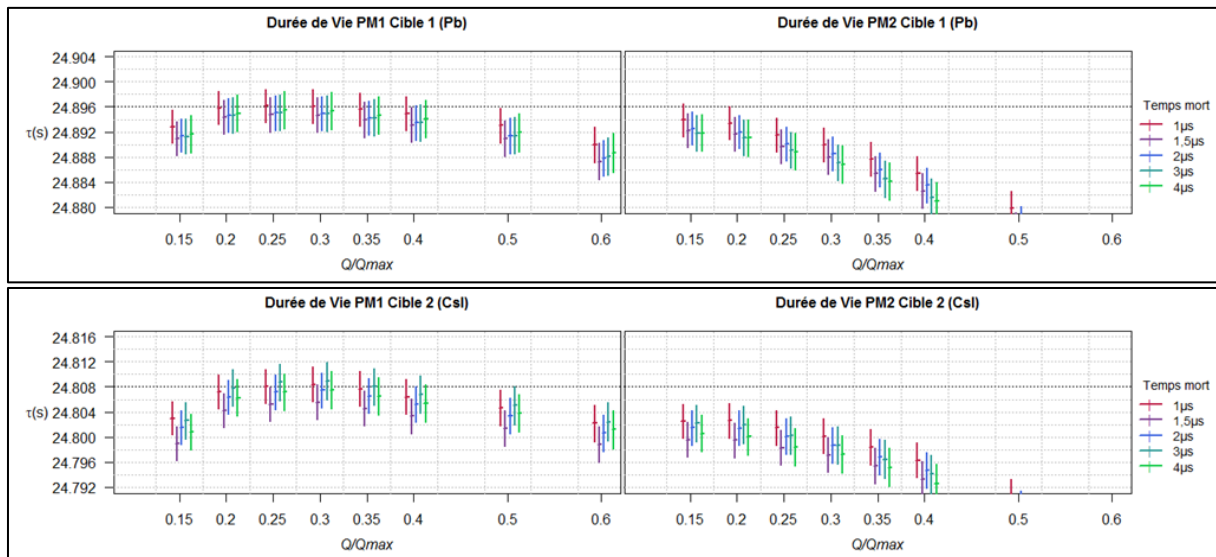 Durée de Vie PM1 Cible 1 (Pb)
Durée de Vie PM2 Cible 1 (Pb)
24.904
24.900
24.896
τ(s) 24.892
24.888
24.884
24.880
0.15 0.2 0.25 0.3 0.35 0.4 0.5 0.6
Q/Qmax
0.15 0.2 0.25 0.3 0.35 0.4 0.5 0.6
Q/Qmax
Temps mort
1µs
1,5µs
2µs
3µs
4µs
Durée de Vie PM1 Cible 2 (CsI)
Durée de Vie PM2 Cible 2 (CsI)
24.816
24.812
24.808
τ(s) 24.804
24.800
24.796
24.792
0.15 0.2 0.25 0.3 0.35 0.4 0.5 0.6
Q/Qmax
0.15 0.2 0.25 0.3 0.35 0.4 0.5 0.6
Q/Qmax
Temps mort
1µs
1,5µs
2µs
3µs
4µs